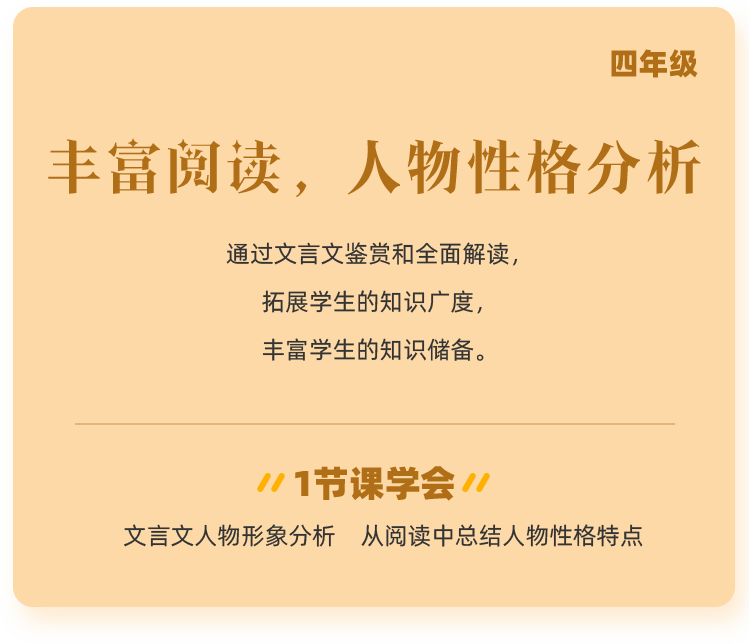 四年级
丰富阅读，人物性格分析
通过文言文鉴赏和全面解读，
拓展学生的知识广度，
丰富学生的知识储备。
1节课学会
文言文人物形象分析 从阅读中总结人物性格特点